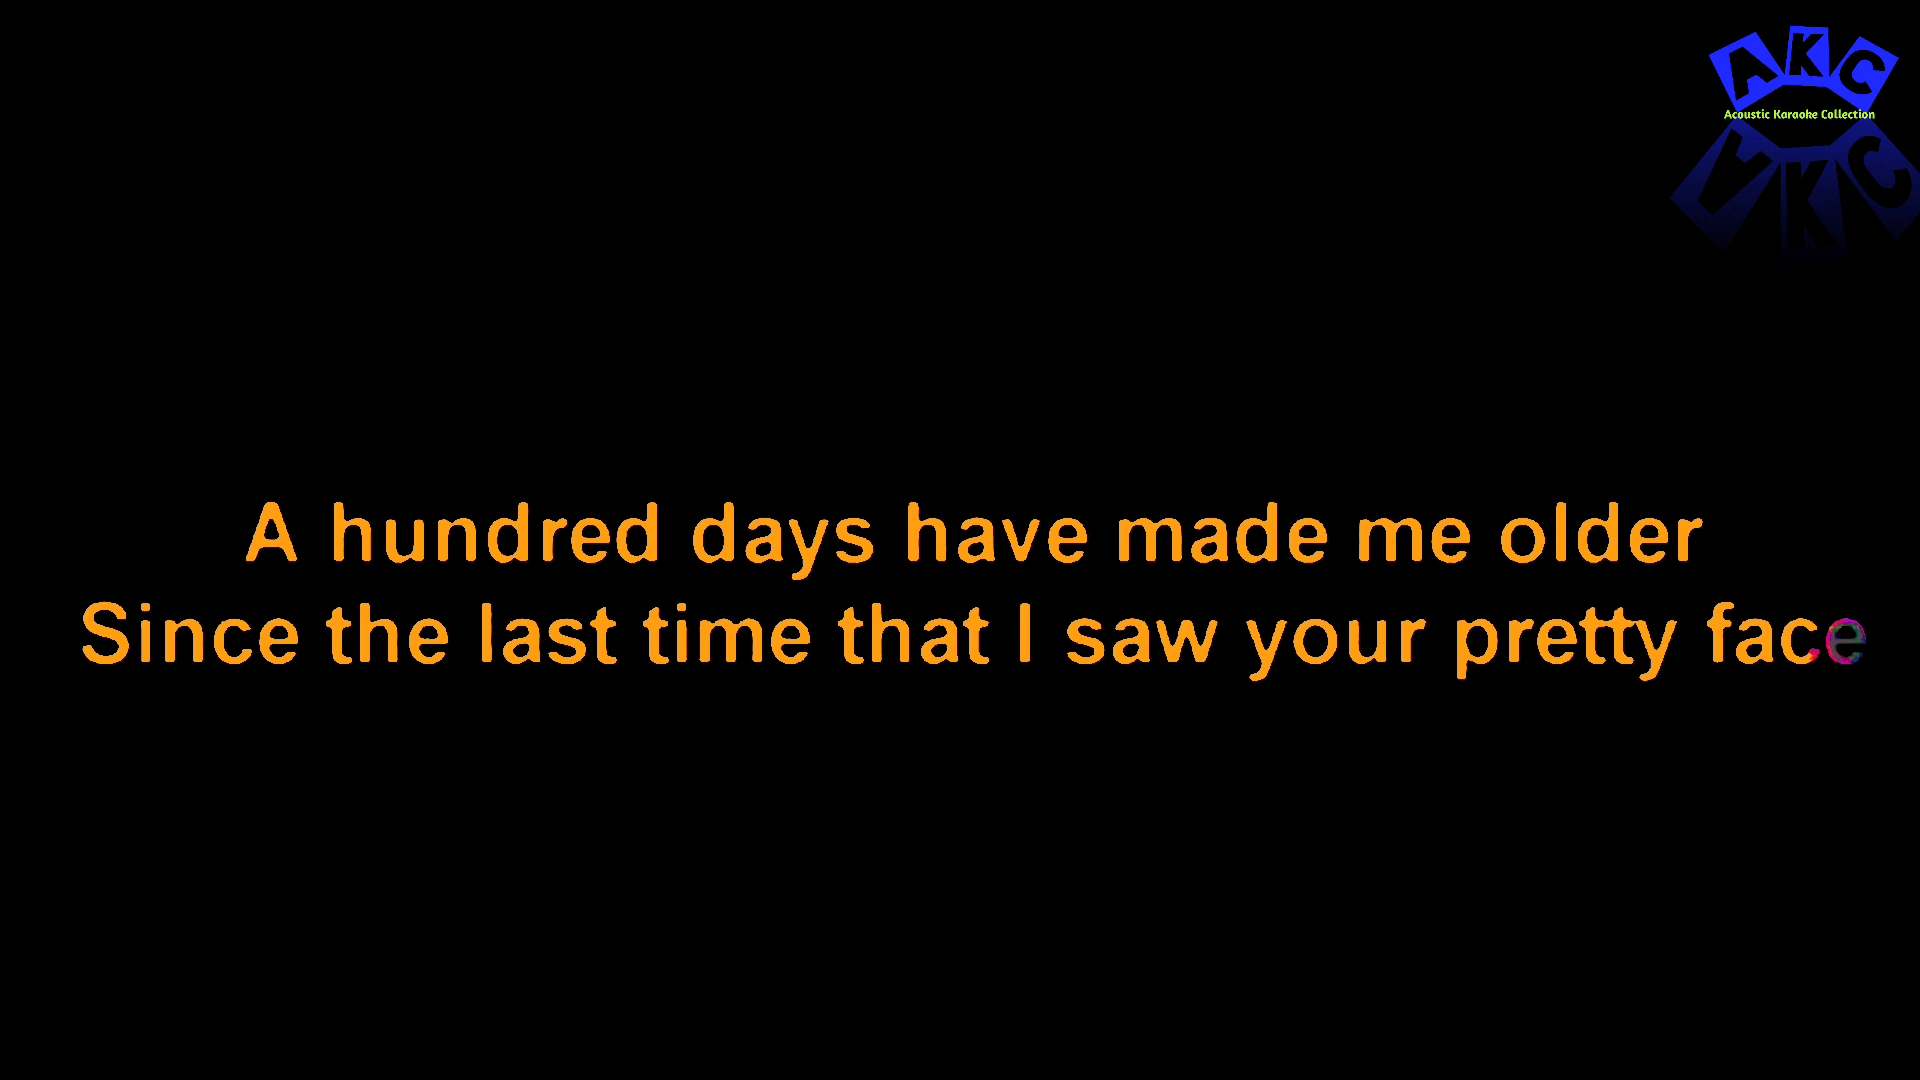 AKC
Acoustic Karaoke Collection
A hundred days have made me older
Since the last time that I saw your pretty face